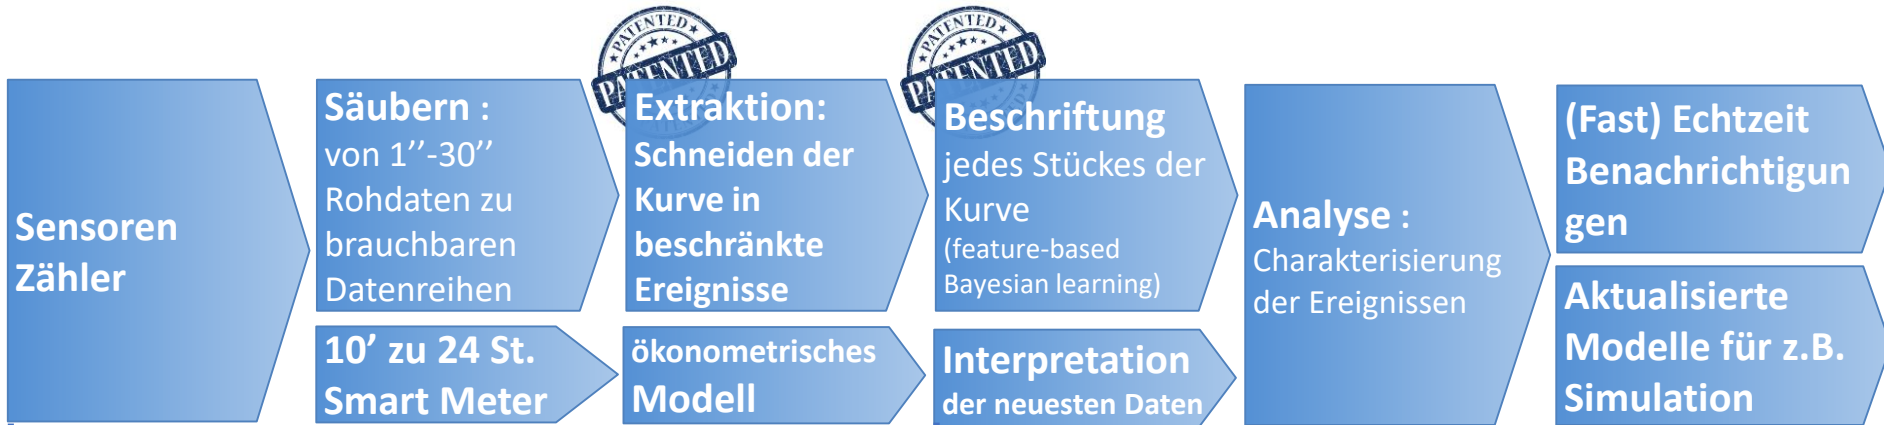 PATENTED
PATENTED
PATENTED
PATENTED
Sensoren
Zähler
Säubern :
von 1’’-30’’
Rohdaten zu
brauchbaren
Datenreihen
10’ zu 24 St.
Smart Meter
Extraktion:
Schneiden der
Kurve in
beschränkte
Ereignisse
ökonometrisches
Modell
Beschriftung
jedes Stückes der
Kurve
(feature-based
Bayesian learning)
Interpretation
der neuesten Daten
Analyse :
Charakterisierung
der Ereignissen
(Fast) Echtzeit
Benachrichtigun
gen
Aktualisierte
Modelle für z.B.
Simulation